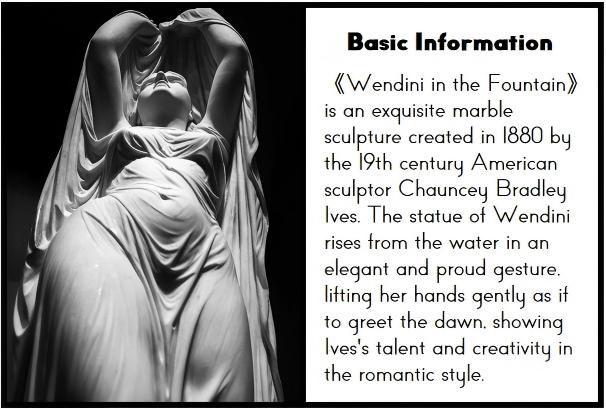 Basic Information
《Wendini in the Fountain》
is an exquisite marble
sculpture created in 1880 by
the 19th century American
sculptor Chauncey Bradley
Ives. The statue of Wendini
rises from the water in an
elegant and proud gesture,
lifting her hands gently as if
to greet the dawn, showing
Ives's talent and creativity in
the romantic style.